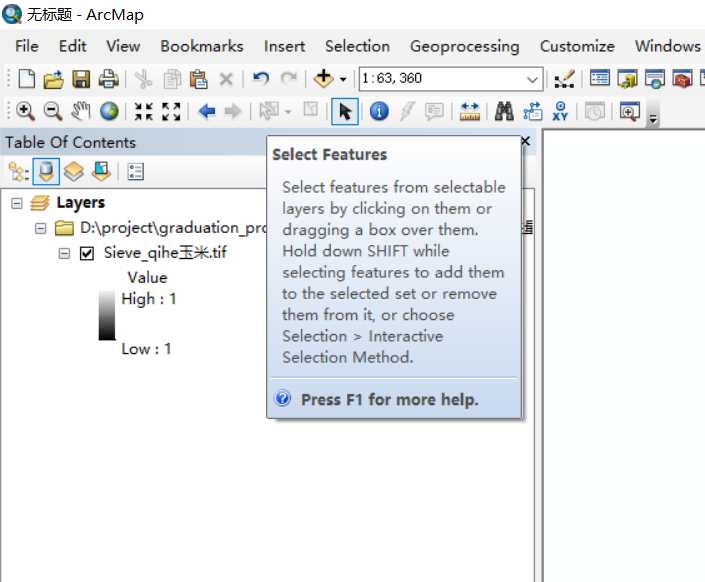 无标题 - ArcMap
File Edit View Bookmarks Insert Selection Geoprocessing Customize Windows
1:63,360
XY
Table Of Contents
Select Features
Select features from selectable
layers by clicking on them or
dragging a box over them.
Hold down SHIFT while
selecting features to add them
to the selected set or remove
them from it, or choose
Selection > Interactive
Selection Method.
Press F1 for more help.
Layers
D:\project\graduation_pro
Sieve_qihe玉米.tif
Value
High : 1
Low : 1